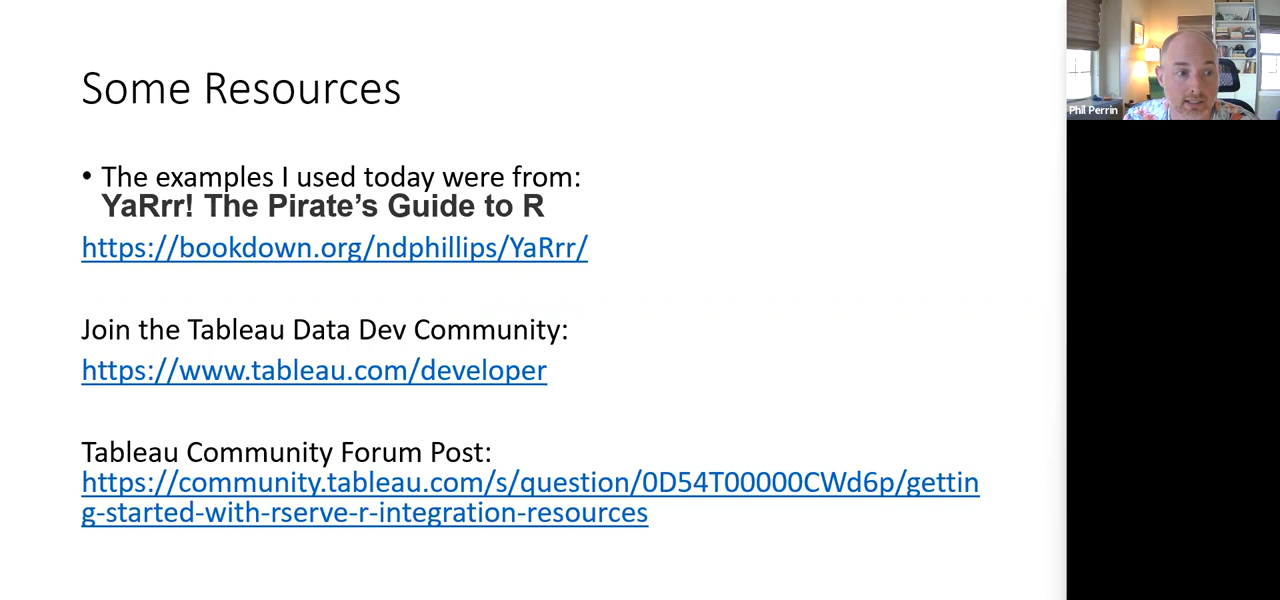 Some Resources
• The examples I used today were from:
YaRrr! The Pirate's Guide to R
https://bookdown.org/ndphillips/YaRrr/
Join the Tableau Data Dev Community:
https://www.tableau.com/developer
Tableau Community Forum Post:
https://community.tableau.com/s/question/0D54T00000CWd6p/gettin
g-started-with-rserve-r-integration-resources
Phil Perrin